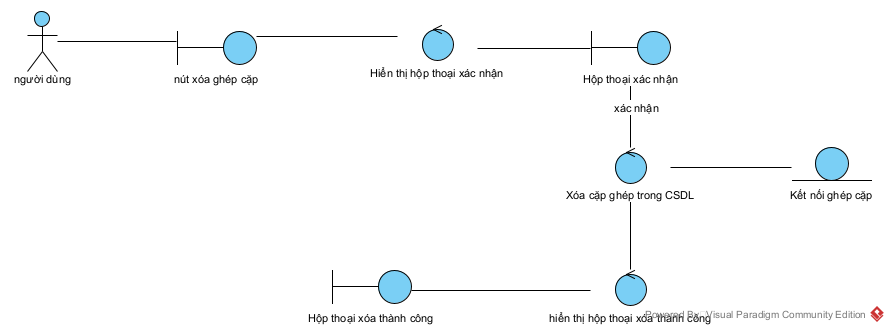 người dùng
nút xóa ghép cặp
Hiển thị hộp thoại xác nhận
Hộp thoại xác nhận
xác nhận
Xóa cặp ghép trong CSDL
Kết nối ghép cặp
Hộp thoại xóa thành công
hiển thị hộp thoại xóa thành công
Powered By: Visual Paradigm Community Edition